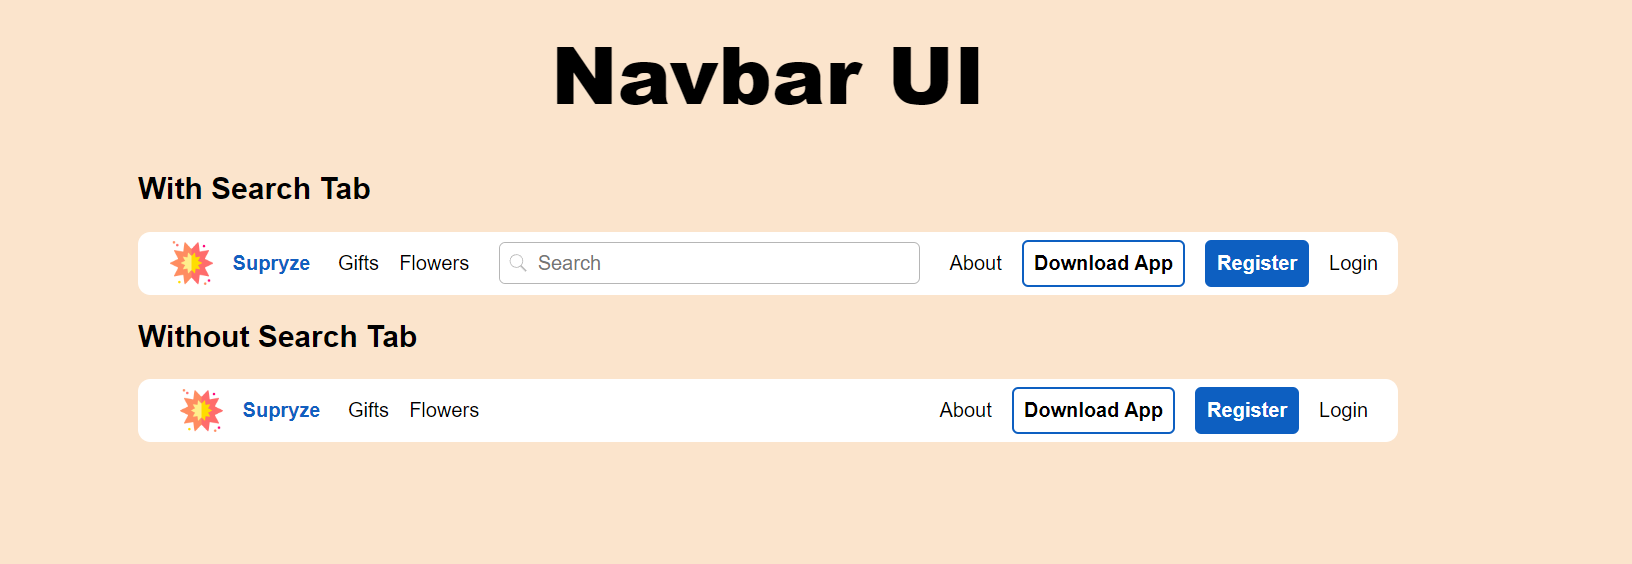 Navbar UI
With Search Tab
Supryze Gifts Flowers Search About Download App Register Login
Without Search Tab
Supryze Gifts Flowers About Download App Register Login